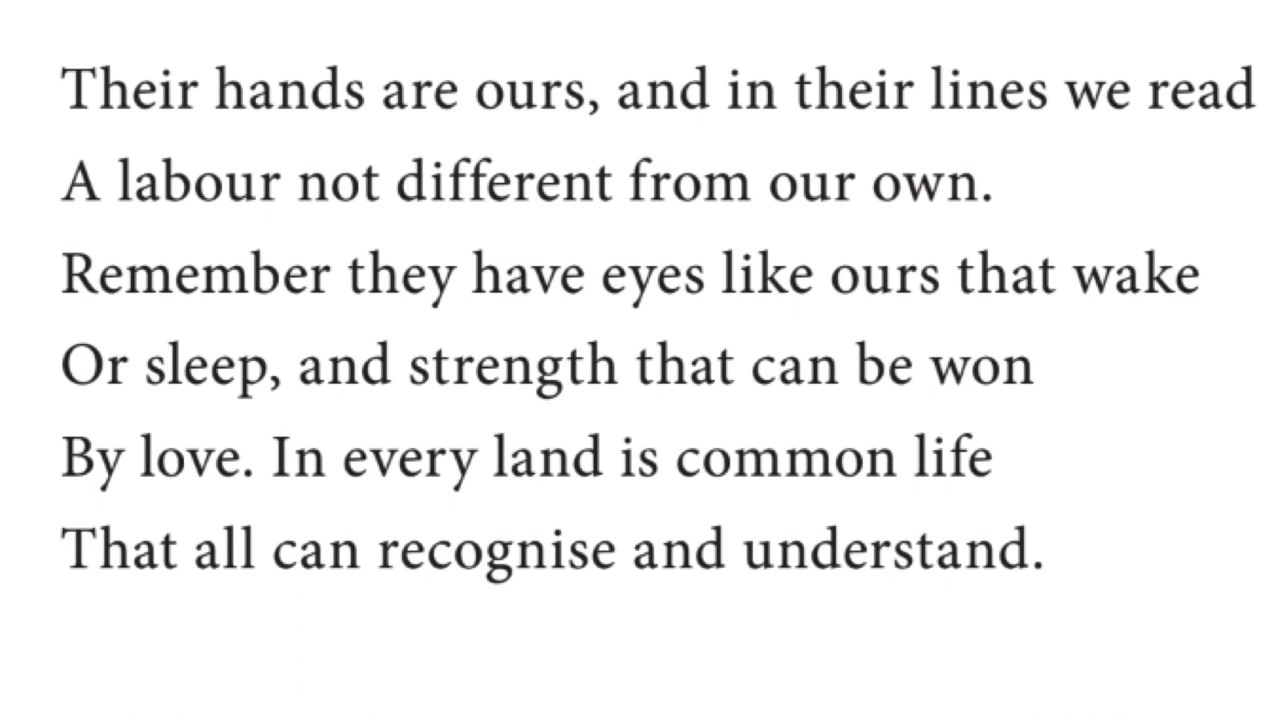 Their hands are ours, and in their lines we read
A labour not different from our own.
Remember they have eyes like ours that wake
Or sleep, and strength that can be won
By love. In every land is common life
That all can recognise and understand.